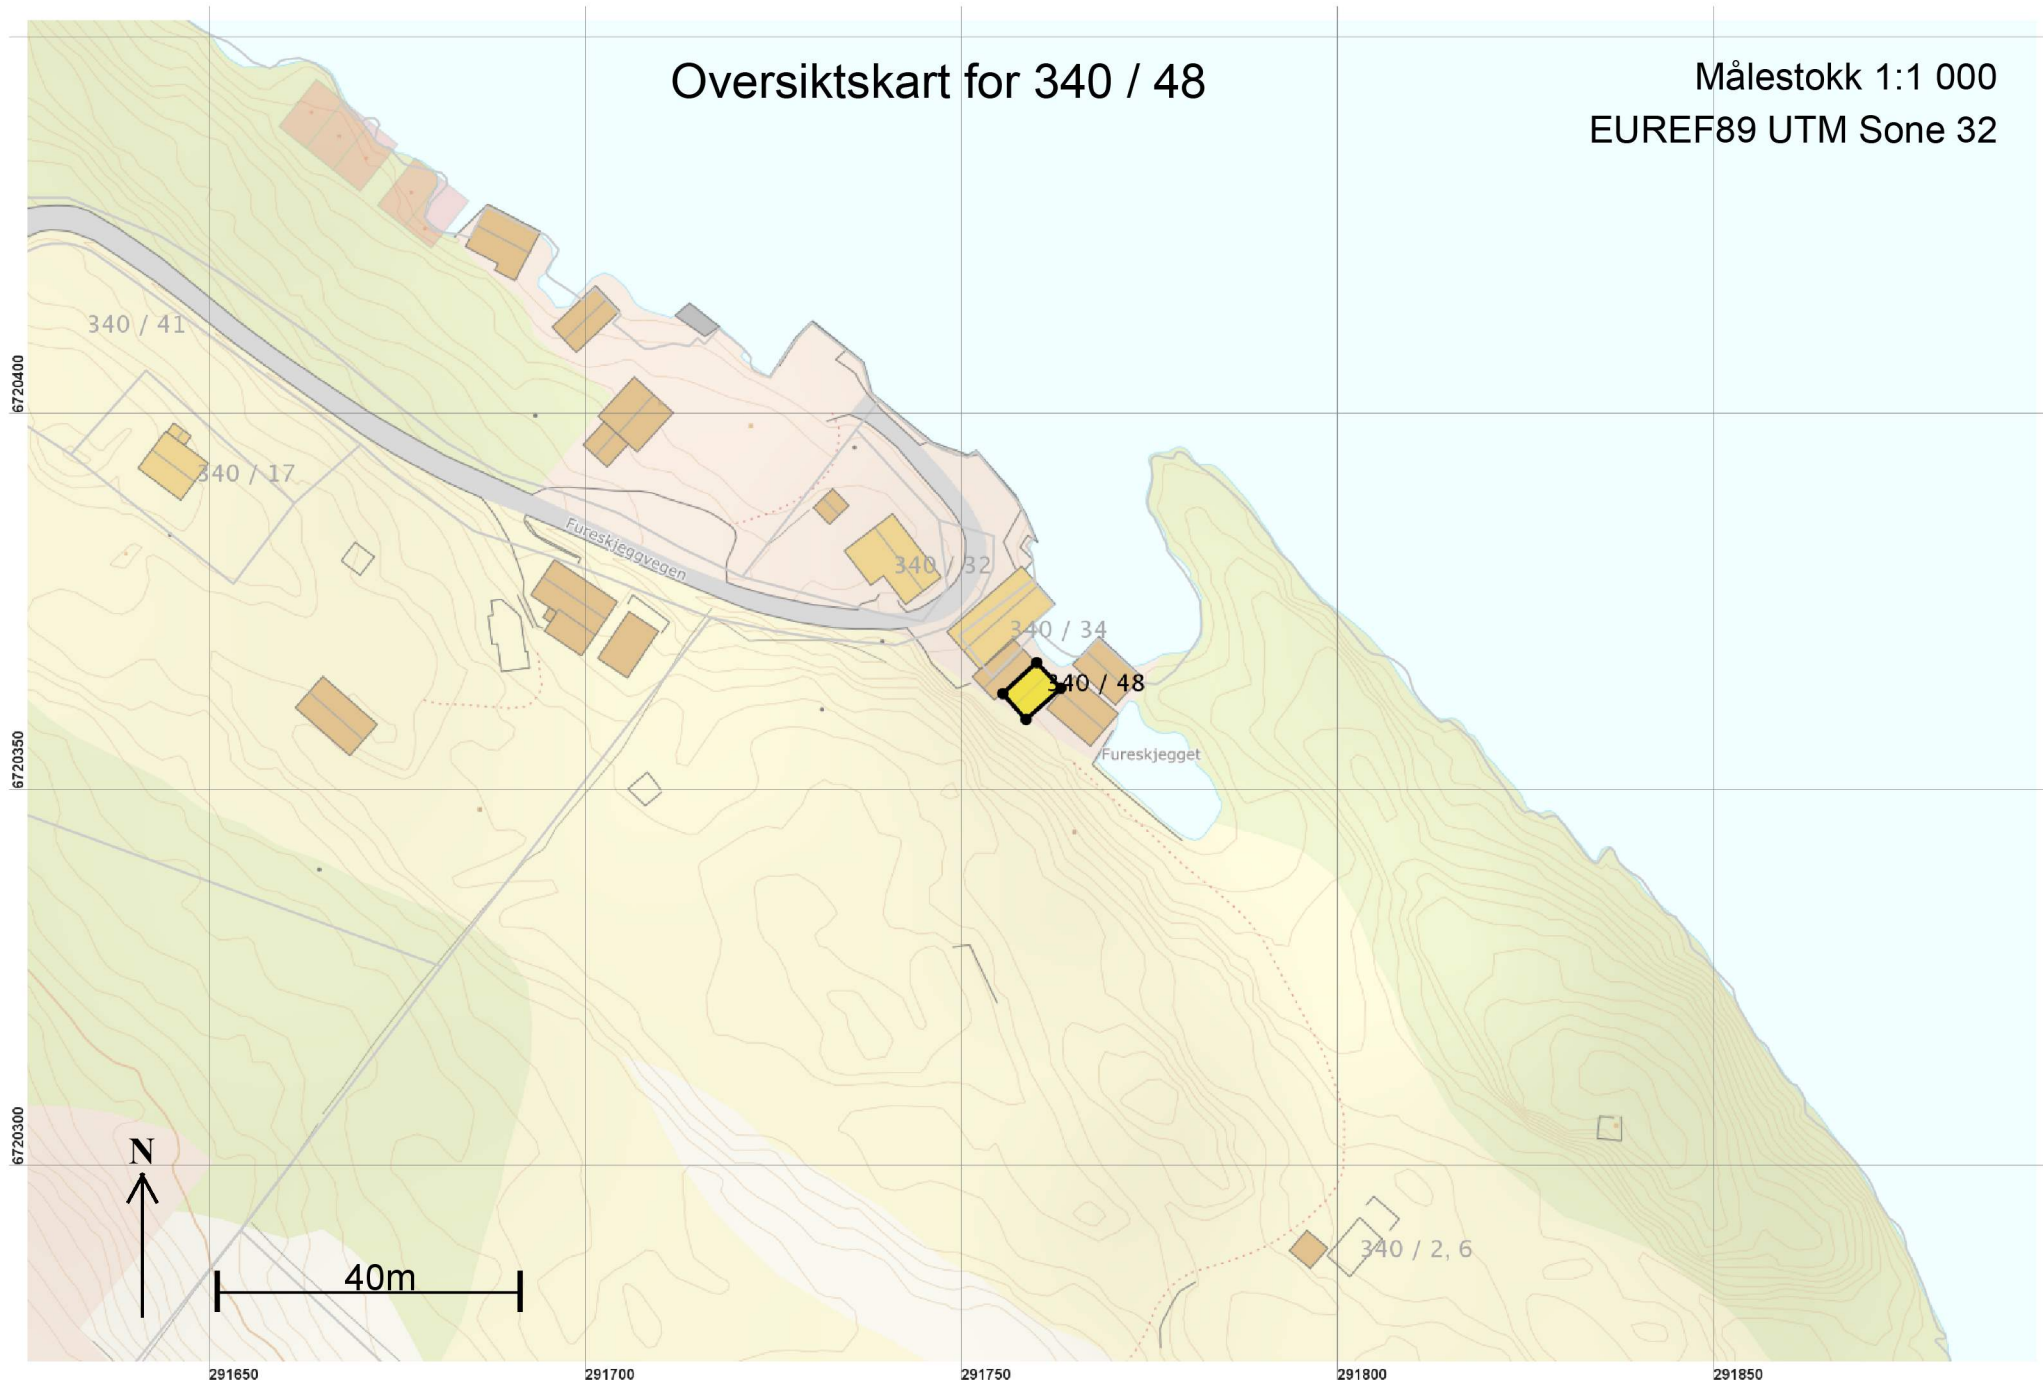 Oversiktskart for 340 / 48
Målestokk 1:1 000
EUREF89 UTM Sone 32
340 / 41
6720400
340 / 17
Fureskjeggvegen
340 / 32
340 / 34
340 / 48
Fureskjegget
6720350
6720300
N
40m
340 / 2, 6
291650
291700
291750
291800
291850